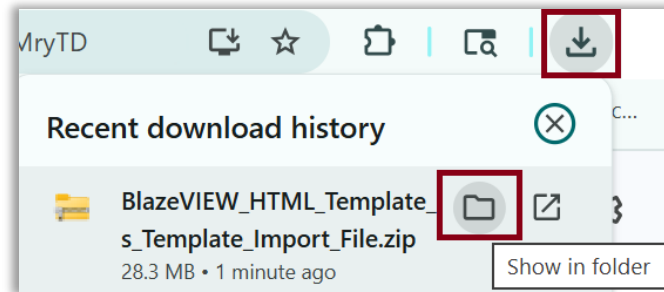 MryTD
Recent download history
c...
BlazeVIEW_HTML_Template_
s_Template_Import_File.zip
28.3 MB • 1 minute ago
Show in folder